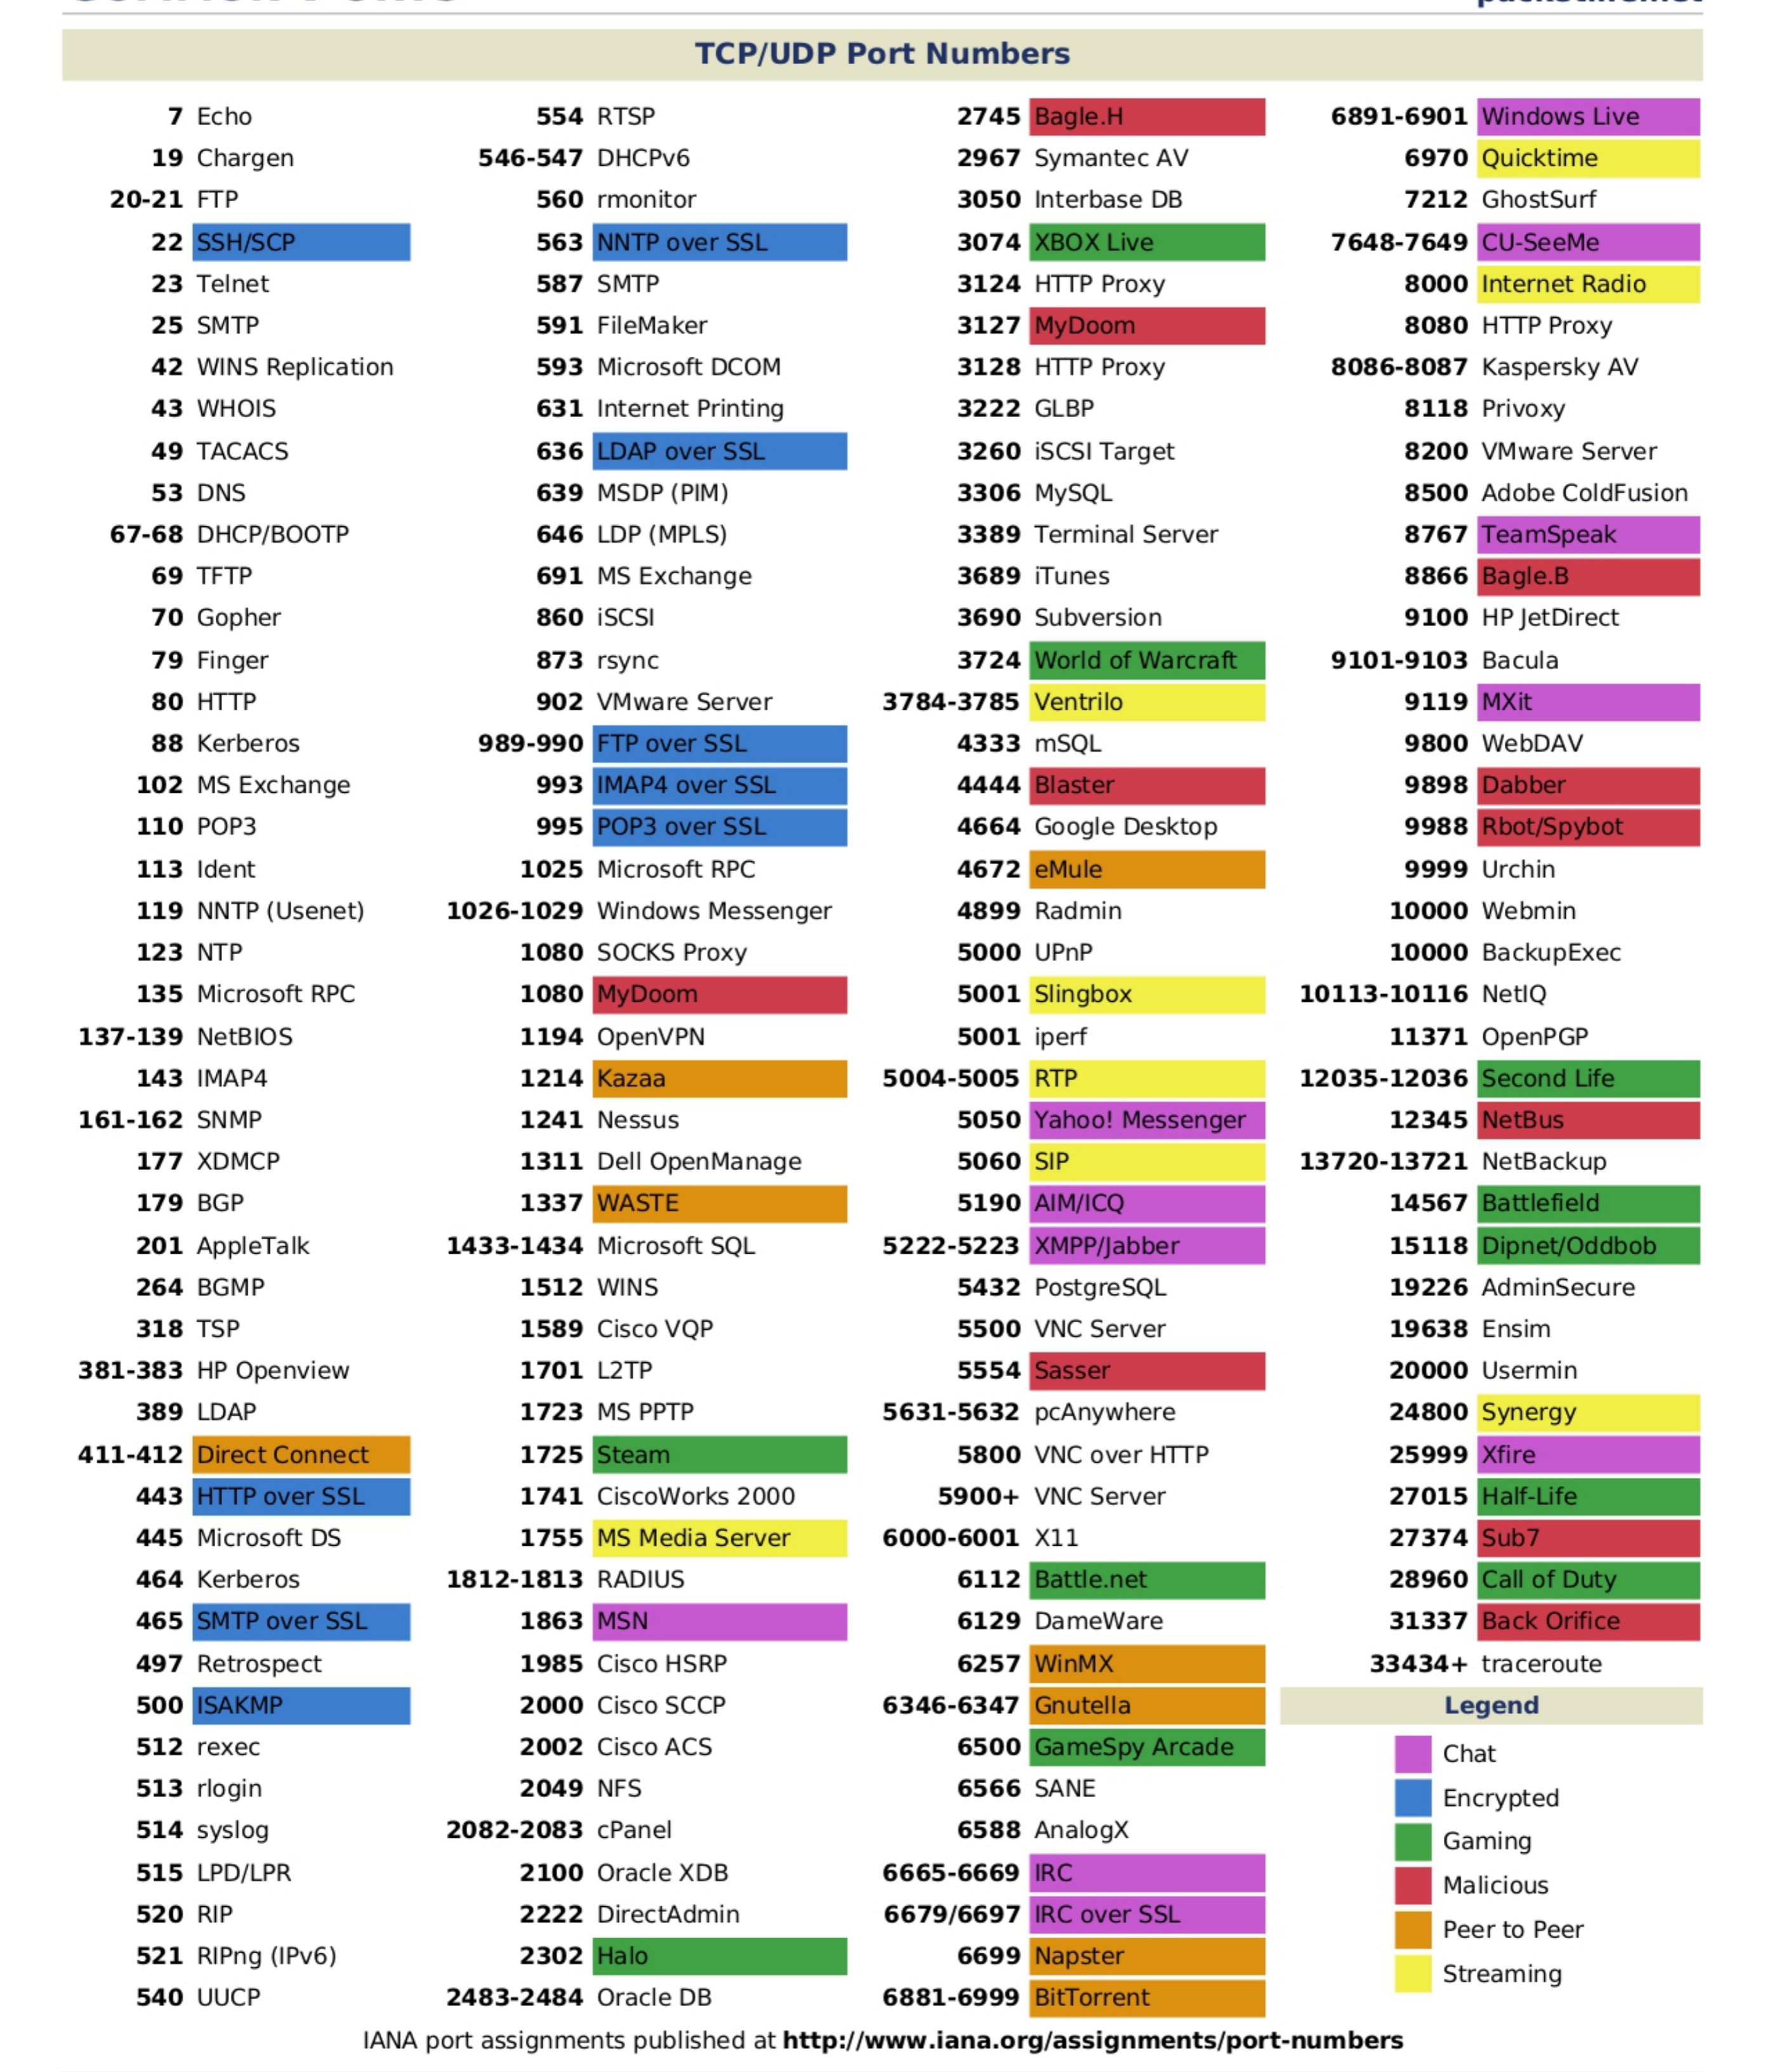 TCP/UDP Port Numbers
7 Echo
19 Chargen
20-21 FTP
22 SSH/SCP
23 Telnet
25 SMTP
42 WINS Replication
43 WHOIS
49 TACACS
53 DNS
67-68 DHCP/BOOTP
69 TFTP
70 Gopher
79 Finger
80 HTTP
88 Kerberos
102 MS Exchange
110 POP3
113 Ident
119 NNTP (Usenet)
123 NTP
135 Microsoft RPC
137-139 NetBIOS
143 IMAP4
161-162 SNMP
177 XDMCP
179 BGP
201 AppleTalk
264 BGMP
318 TSP
381-383 HP Openview
389 LDAP
411-412 Direct Connect
443 HTTP over SSL
445 Microsoft DS
464 Kerberos
465 SMTP over SSL
497 Retrospect
500 ISAKMP
512 rexec
513 rlogin
514 syslog
515 LPD/LPR
520 RIP
521 RIPng (IPv6)
540 UUCP
554 RTSP
546-547 DHCPv6
560 rmonitor
563 NNTP over SSL
587 SMTP
591 FileMaker
593 Microsoft DCOM
631 Internet Printing
636 LDAP over SSL
639 MSDP (PIM)
646 LDP (MPLS)
691 MS Exchange
860 iSCSI
873 rsync
902 VMware Server
989-990 FTP over SSL
993 IMAP4 over SSL
995 POP3 over SSL
1025 Microsoft RPC
1026-1029 Windows Messenger
1080 SOCKS Proxy
1080 MyDoom
1194 OpenVPN
1214 Kazaa
1241 Nessus
1311 Dell OpenManage
1337 WASTE
1433-1434 Microsoft SQL
1512 WINS
1589 Cisco VQP
1701 L2TP
1723 MS PPTP
1725 Steam
1741 CiscoWorks 2000
1755 MS Media Server
1812-1813 RADIUS
1863 MSN
1985 Cisco HSRP
2000 Cisco SCCP
2002 Cisco ACS
2049 NFS
2082-2083 cPanel
2100 Oracle XDB
2222 DirectAdmin
2302 Halo
2483-2484 Oracle DB
2745 Bagle.H
2967 Symantec AV
3050 Interbase DB
3074 XBOX Live
3124 HTTP Proxy
3127 MyDoom
3128 HTTP Proxy
3222 GLBP
3260 iSCSI Target
3306 MySQL
3389 Terminal Server
3689 iTunes
3690 Subversion
3724 World of Warcraft
3784-3785 Ventrilo
4333 mSQL
4444 Blaster
4664 Google Desktop
4672 eMule
4899 Radmin
5000 UPnP
5001 Slingbox
5001 iperf
5004-5005 RTP
5050 Yahoo! Messenger
5060 SIP
5190 AIM/ICQ
5222-5223 XMPP/Jabber
5432 PostgreSQL
5500 VNC Server
5554 Sasser
5631-5632 pcAnywhere
5800 VNC over HTTP
5900+ VNC Server
6000-6001 X11
6112 Battle.net
6129 DameWare
6257 WinMX
6346-6347 Gnutella
6500 GameSpy Arcade
6566 SANE
6588 AnalogX
6665-6669 IRC
6679/6697 IRC over SSL
6699 Napster
6881-6999 BitTorrent
6891-6901 Windows Live
6970 Quicktime
7212 GhostSurf
7648-7649 CU-SeeMe
8000 Internet Radio
8080 HTTP Proxy
8086-8087 Kaspersky AV
8118 Privoxy
8200 VMware Server
8500 Adobe ColdFusion
8767 TeamSpeak
8866 Bagle.B
9100 HP JetDirect
9101-9103 Bacula
9119 MXit
9800 WebDAV
9898 Dabber
9988 Rbot/Spybot
9999 Urchin
10000 Webmin
10000 BackupExec
10113-10116 NetIQ
11371 OpenPGP
12035-12036 Second Life
12345 NetBus
13720-13721 NetBackup
14567 Battlefield
15118 Dipnet/Oddbob
19226 AdminSecure
19638 Ensim
20000 Usermin
24800 Synergy
25999 Xfire
27015 Half-Life
27374 Sub7
28960 Call of Duty
31337 Back Orifice
33434+ traceroute
Legend
Chat
Encrypted
Gaming
Malicious
Peer to Peer
Streaming
IANA port assignments published at http://www.iana.org/assignments/port-numbers